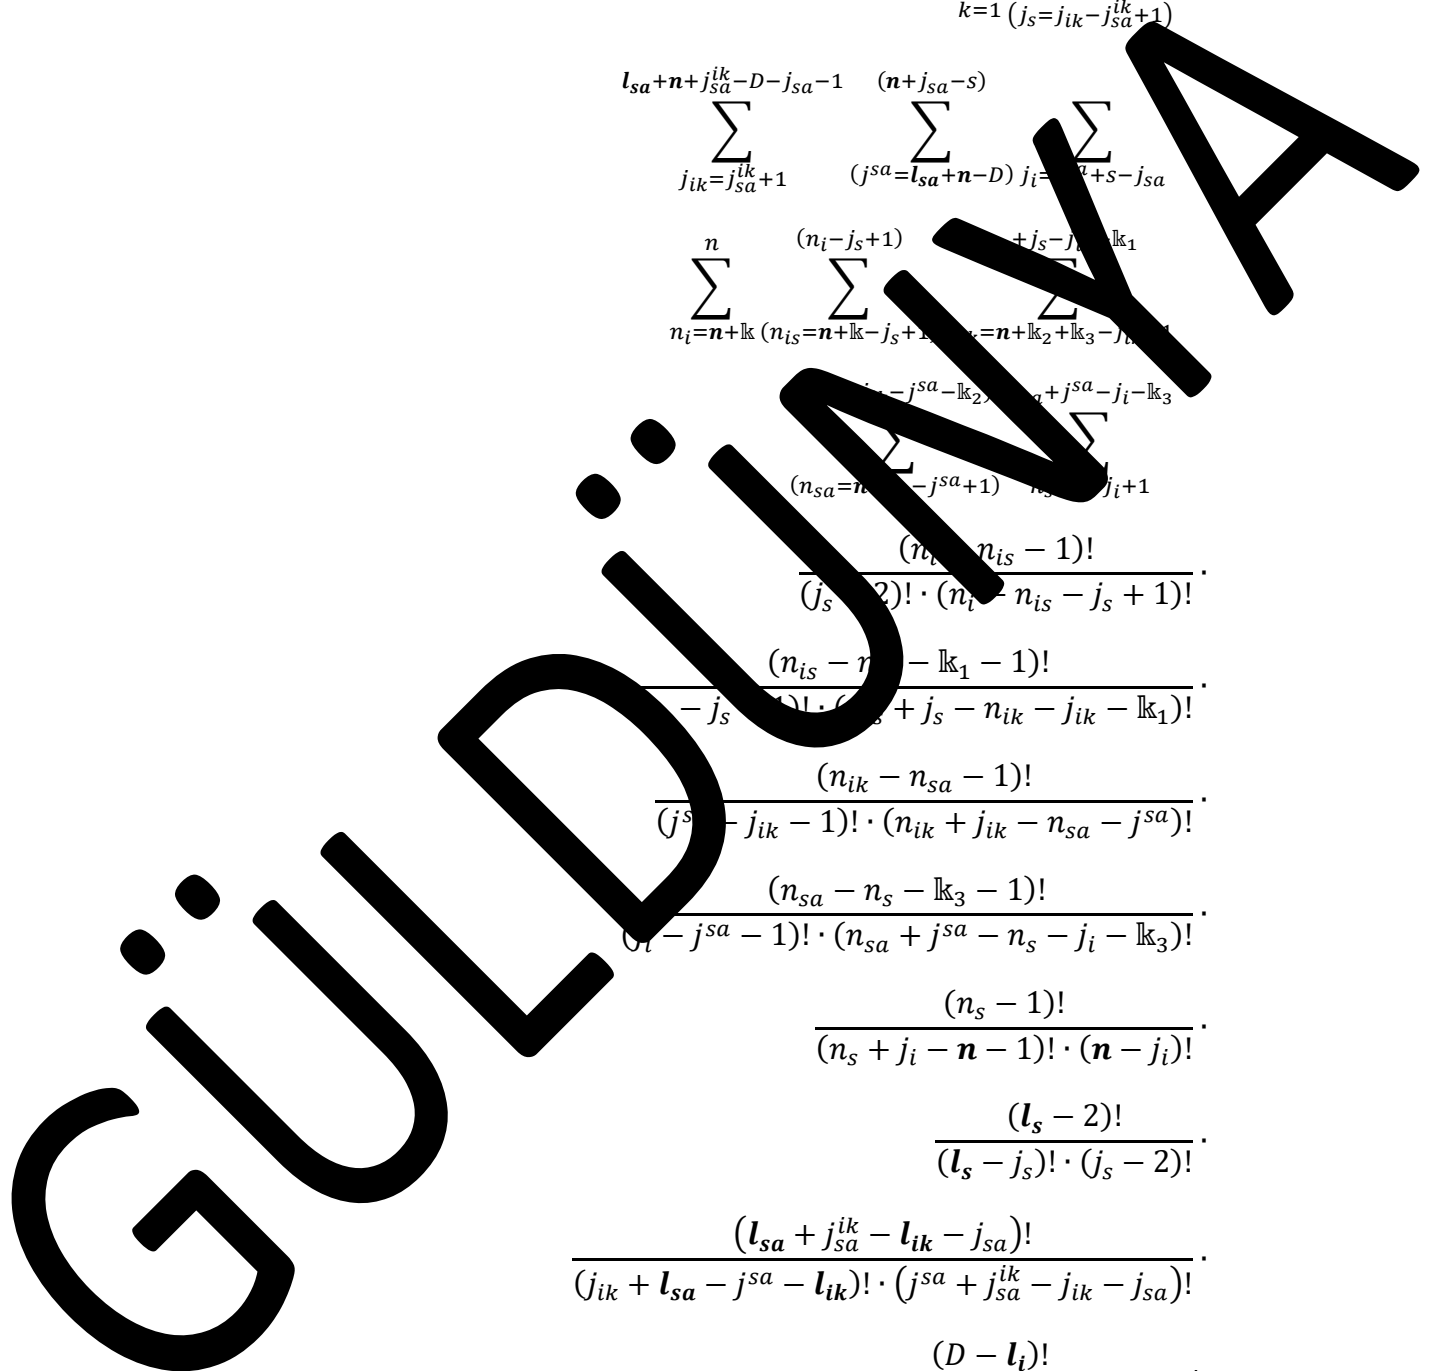 k=1 (j_s=j_{ik}−j_{sa}^{ik}+1)
l_{sa}+n+j_{sa}^{ik}−D−j_{sa}−1 (n+j_{sa}−s)
∑ ∑ ∑
j_{ik}=j_{sa}^{ik}+1 (j^{sa}=l_{sa}+n−D) j_i= +s−j_{sa}
n (n_i−j_s+1) +j_s− 𝕜_1
∑ ∑ ∑
n_i=n+𝕜 (n_{is}=n+𝕜−j_s+ =n+𝕜_2+𝕜_3−
−j^{sa}−𝕜_2) +j^{sa}−j_i−𝕜_3
∑ ∑
(n_{sa}=n −j^{sa}+1) j_i+1
(n_i n_{is} − 1)!
(j_s 2)! · (n_i − n_{is} − j_s + 1)! ·
(n_{is} − − 𝕜_1 − 1)!
− j_s )! · ( + j_s − n_{ik} − j_{ik} − 𝕜_1)! ·
(n_{ik} − n_{sa} − 1)!
(j^{sa} − j_{ik} − 1)! · (n_{ik} + j_{ik} − n_{sa} − j^{sa})! ·
(n_{sa} − n_s − 𝕜_3 − 1)!
(j_i − j^{sa} − 1)! · (n_{sa} + j^{sa} − n_s − j_i − 𝕜_3)! ·
(n_s − 1)!
(n_s + j_i − n − 1)! · (n − j_i)! ·
(l_s − 2)!
(l_s − j_s)! · (j_s − 2)! ·
(l_{sa} + j_{sa}^{ik} − l_{ik} − j_{sa})!
(j_{ik} + l_{sa} − j^{sa} − l_{ik})! · (j^{sa} + j_{sa}^{ik} − j_{ik} − j_{sa})! ·
(D − l_i)!
GÜLDÜNYA